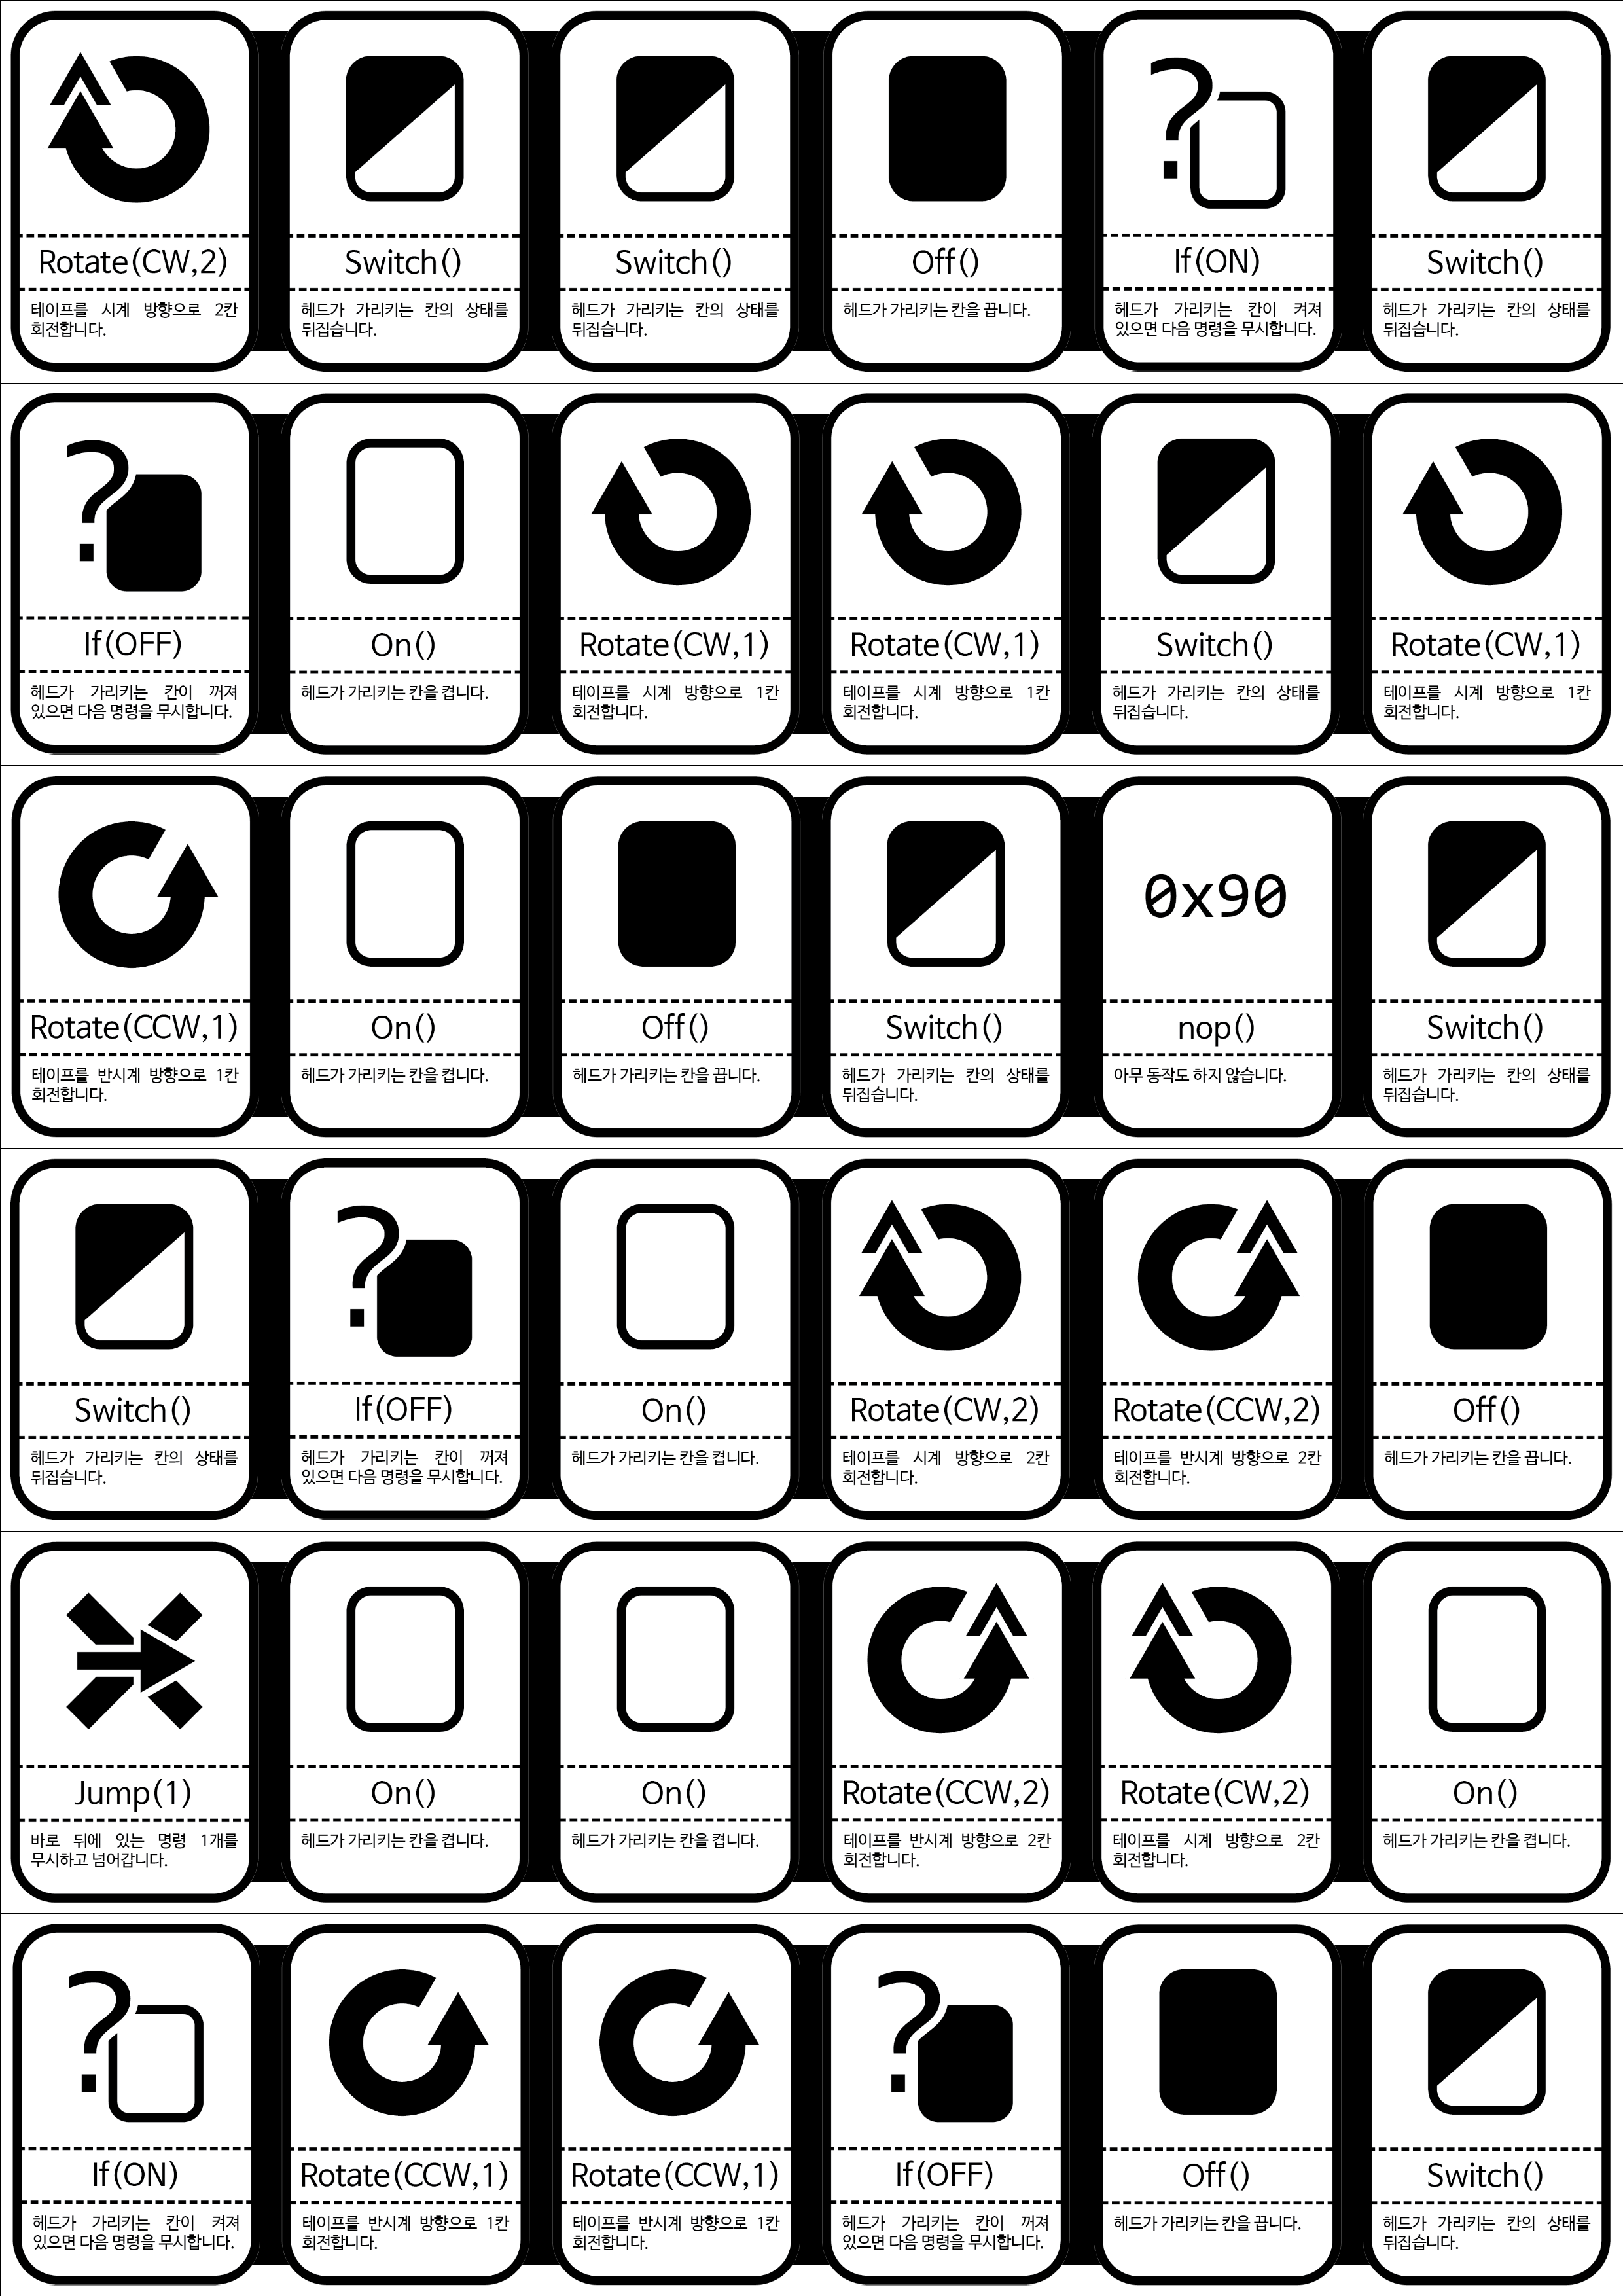 Rotate(CW,2)
테이프를 시계 방향으로 2칸
회전합니다.
Switch()
헤드가 가리키는 칸의 상태를
뒤집습니다.
Switch()
헤드가 가리키는 칸의 상태를
뒤집습니다.
Off()
헤드가 가리키는 칸을 끕니다.
?
If(ON)
헤드가 가리키는 칸이 켜져
있으면 다음 명령을 무시합니다.
Switch()
헤드가 가리키는 칸의 상태를
뒤집습니다.
?
If(OFF)
헤드가 가리키는 칸이 꺼져
있으면 다음 명령을 무시합니다.
On()
헤드가 가리키는 칸을 켭니다.
Rotate(CW,1)
테이프를 시계 방향으로 1칸
회전합니다.
Rotate(CW,1)
테이프를 시계 방향으로 1칸
회전합니다.
Switch()
헤드가 가리키는 칸의 상태를
뒤집습니다.
Rotate(CW,1)
테이프를 시계 방향으로 1칸
회전합니다.
Rotate(CCW,1)
테이프를 반시계 방향으로 1칸
회전합니다.
On()
헤드가 가리키는 칸을 켭니다.
Off()
헤드가 가리키는 칸을 끕니다.
Switch()
헤드가 가리키는 칸의 상태를
뒤집습니다.
0x90
nop()
아무 동작도 하지 않습니다.
Switch()
헤드가 가리키는 칸의 상태를
뒤집습니다.
Switch()
헤드가 가리키는 칸의 상태를
뒤집습니다.
?
If(OFF)
헤드가 가리키는 칸이 꺼져
있으면 다음 명령을 무시합니다.
On()
헤드가 가리키는 칸을 켭니다.
Rotate(CW,2)
테이프를 시계 방향으로 2칸
회전합니다.
Rotate(CCW,2)
테이프를 반시계 방향으로 2칸
회전합니다.
Off()
헤드가 가리키는 칸을 끕니다.
Jump(1)
바로 뒤에 있는 명령 1개를
무시하고 넘어갑니다.
On()
헤드가 가리키는 칸을 켭니다.
On()
헤드가 가리키는 칸을 켭니다.
Rotate(CCW,2)
테이프를 반시계 방향으로 2칸
회전합니다.
Rotate(CW,2)
테이프를 시계 방향으로 2칸
회전합니다.
On()
헤드가 가리키는 칸을 켭니다.
?
If(ON)
헤드가 가리키는 칸이 켜져
있으면 다음 명령을 무시합니다.
Rotate(CCW,1)
테이프를 반시계 방향으로 1칸
회전합니다.
Rotate(CCW,1)
테이프를 반시계 방향으로 1칸
회전합니다.
?
If(OFF)
헤드가 가리키는 칸이 꺼져
있으면 다음 명령을 무시합니다.
Off()
헤드가 가리키는 칸을 끕니다.
Switch()
헤드가 가리키는 칸의 상태를
뒤집습니다.